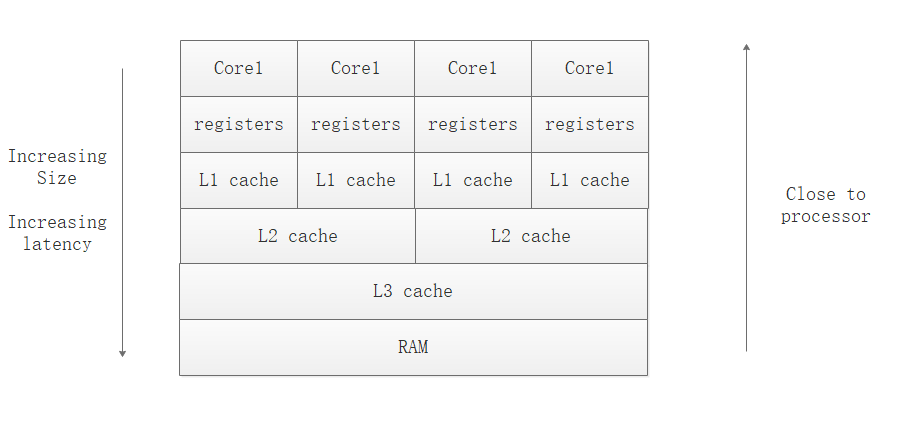 Core1 Core1 Core1 Core1
registers registers registers registers
Increasing
Size
L1 cache L1 cache L1 cache L1 cache
Increasing
latency
L2 cache L2 cache
L3 cache
RAM
Close to
processor